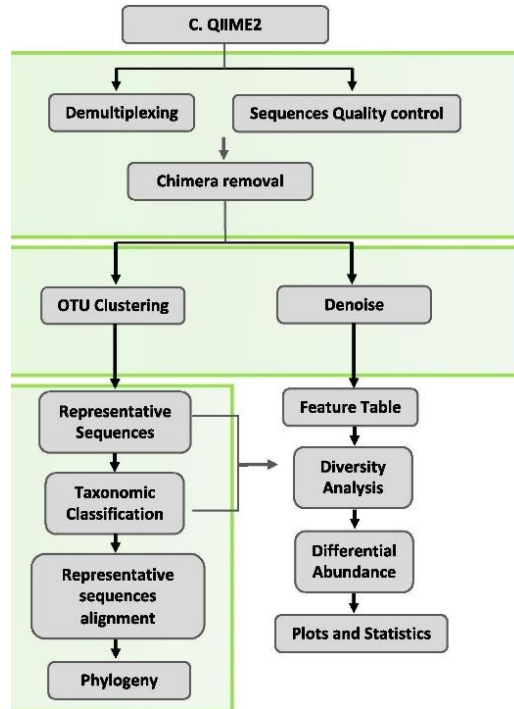 C. QIIME2
Demultiplexing
Sequences Quality control
Chimera removal
OTU Clustering
Denoise
Representative
Sequences
Taxonomic
Classification
Representative
sequences
alignment
Phylogeny
Feature Table
Diversity
Analysis
Differential
Abundance
Plots and Statistics